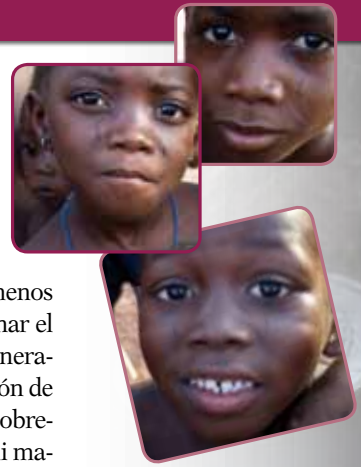 menos
nar el
nera-
ón de
obre-
i ma-